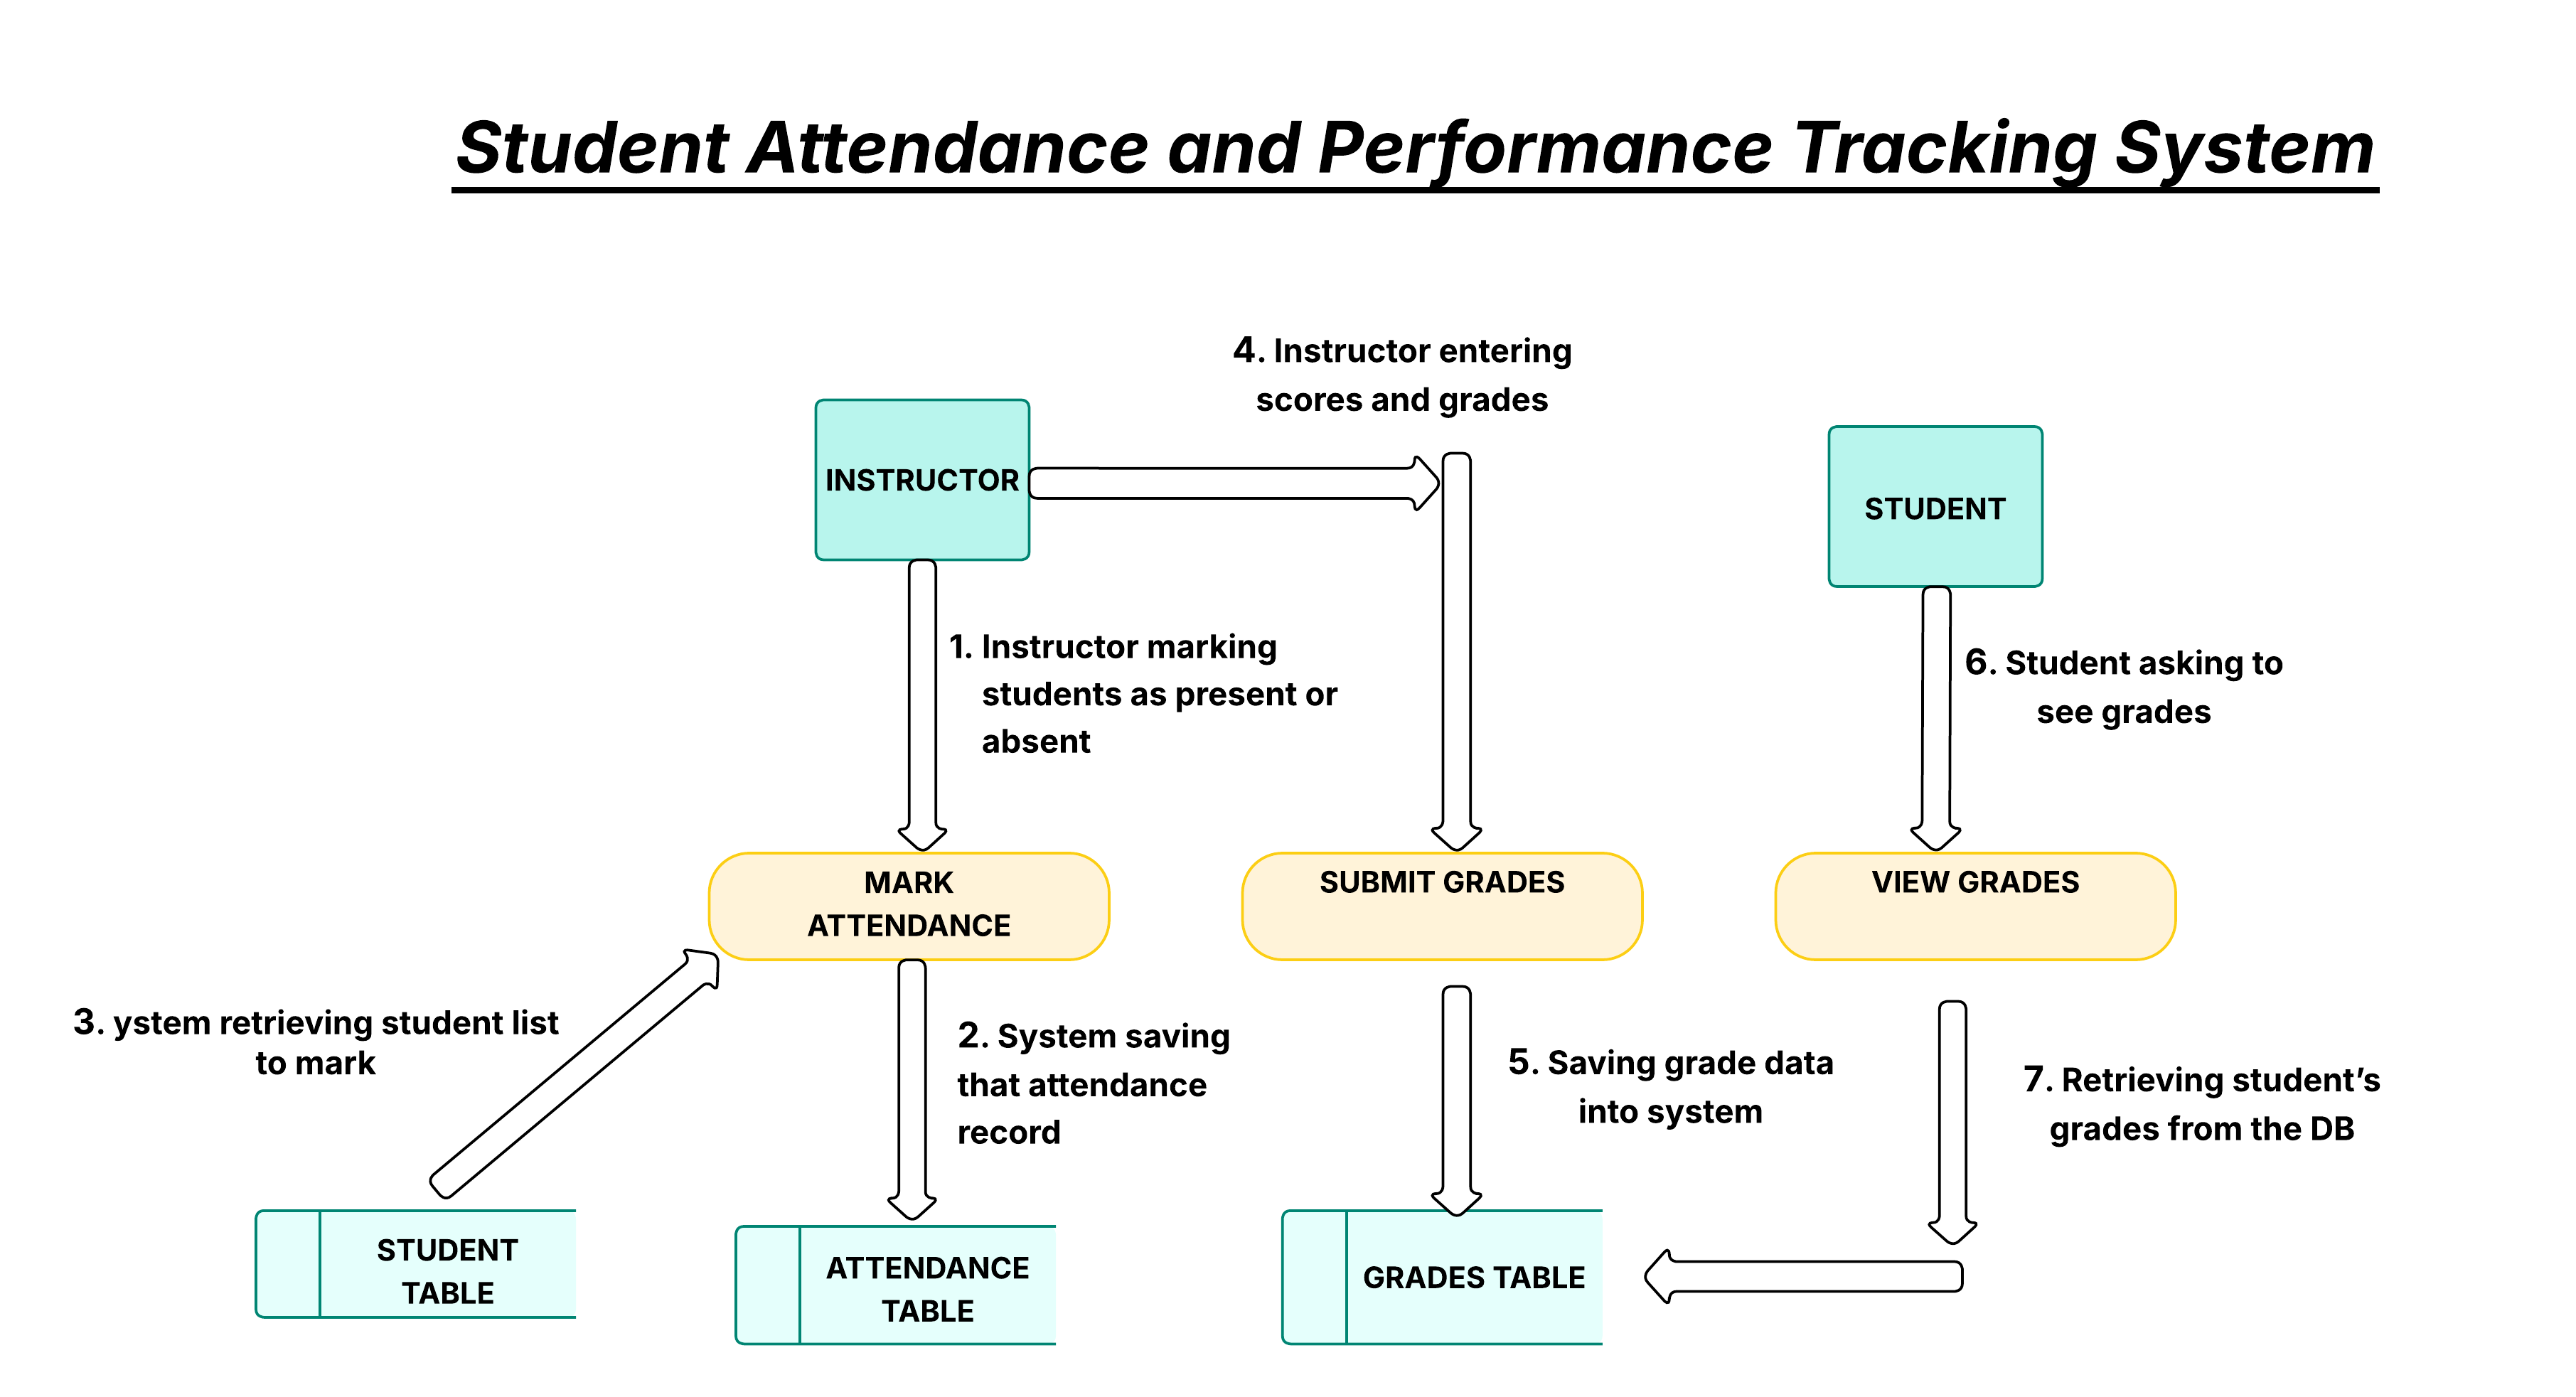 Student Attendance and Performance Tracking System
4. Instructor entering
scores and grades
INSTRUCTOR
STUDENT
1. Instructor marking
students as present or
absent
6. Student asking to
see grades
MARK
ATTENDANCE
SUBMIT GRADES
VIEW GRADES
3. ystem retrieving student list
to mark
2. System saving
that attendance
record
5. Saving grade data
into system
7. Retrieving student’s
grades from the DB
STUDENT
TABLE
ATTENDANCE
TABLE
GRADES TABLE